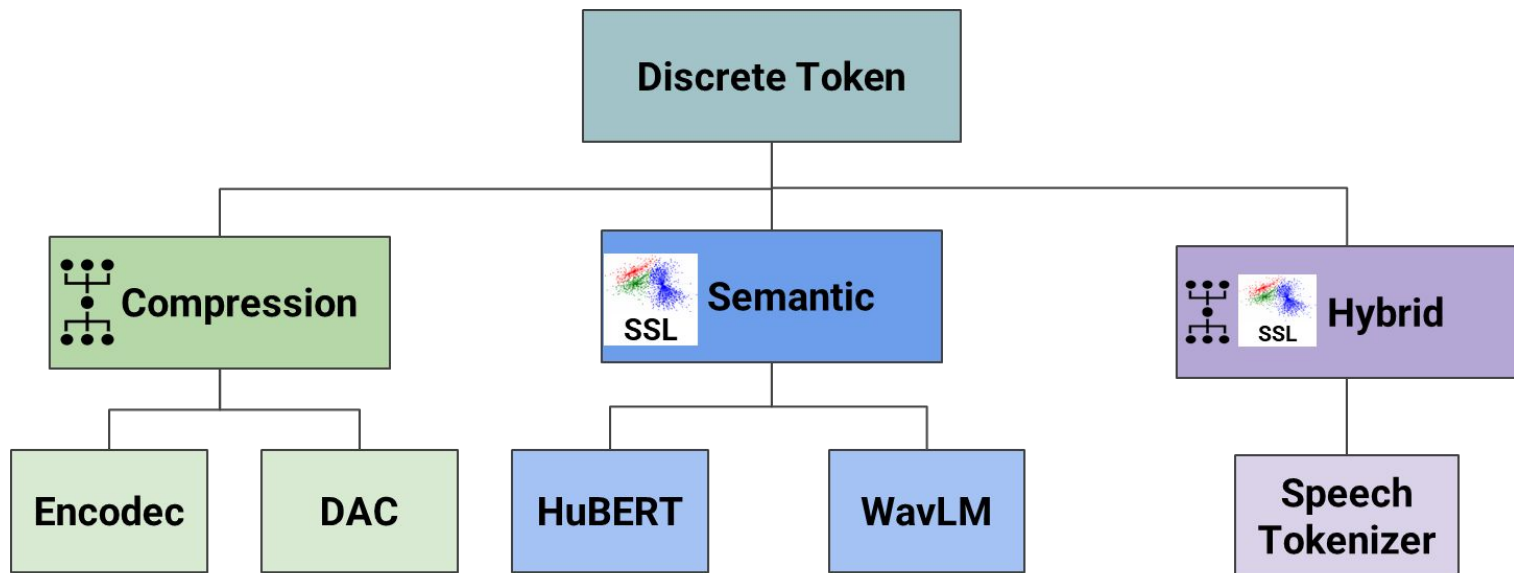 Discrete Token
Compression
SSL
Semantic
SSL
Hybrid
Encodec
DAC
HuBERT
WavLM
Speech
Tokenizer